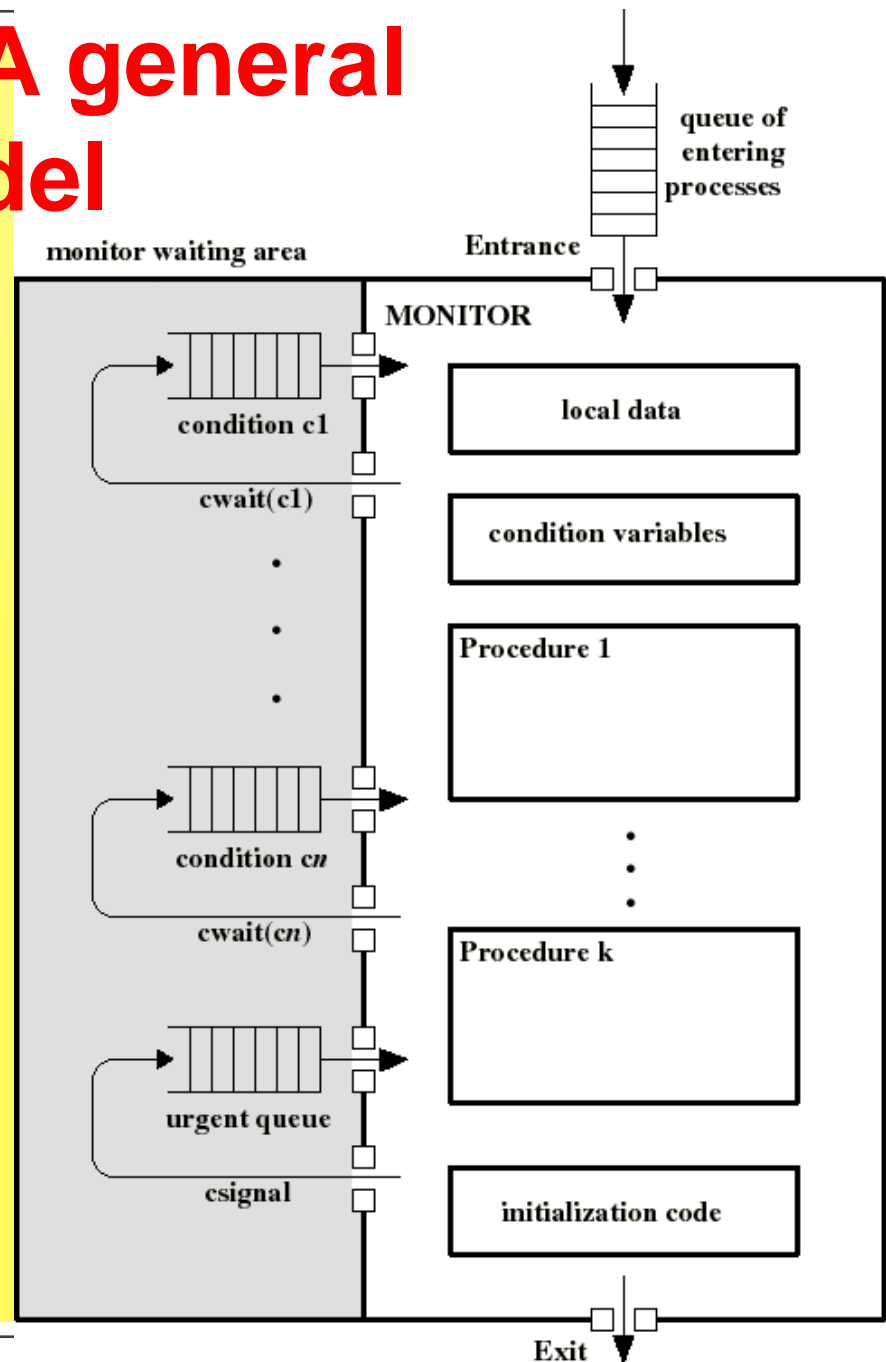 A general
del
queue of
entering
processes
monitor waiting area
Entrance
MONITOR
condition c1
cwait(c1)
local data
condition variables
Procedure 1
condition cn
cwait(cn)
Procedure k
urgent queue
csignal
initialization code
Exit